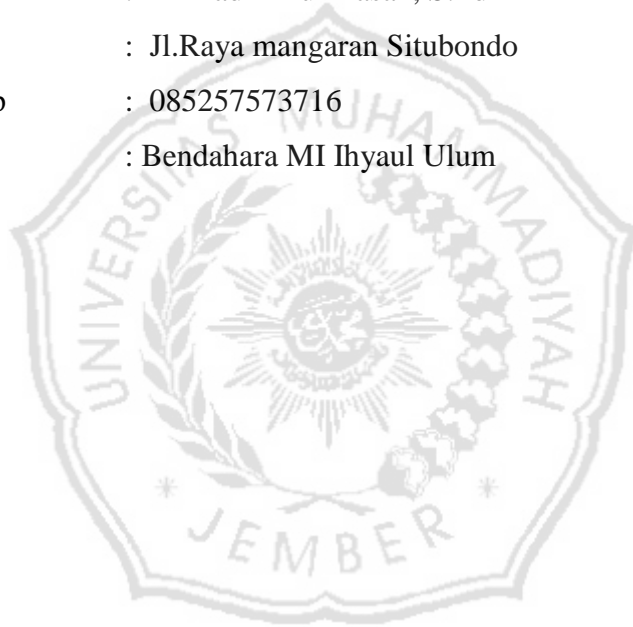 : Jl.Raya mangaran Situbondo
: 085257573716
: Bendahara MI Ihyaul Ulum
UNIVERSITAS MUHAMMADIYAH
* JEMBER *